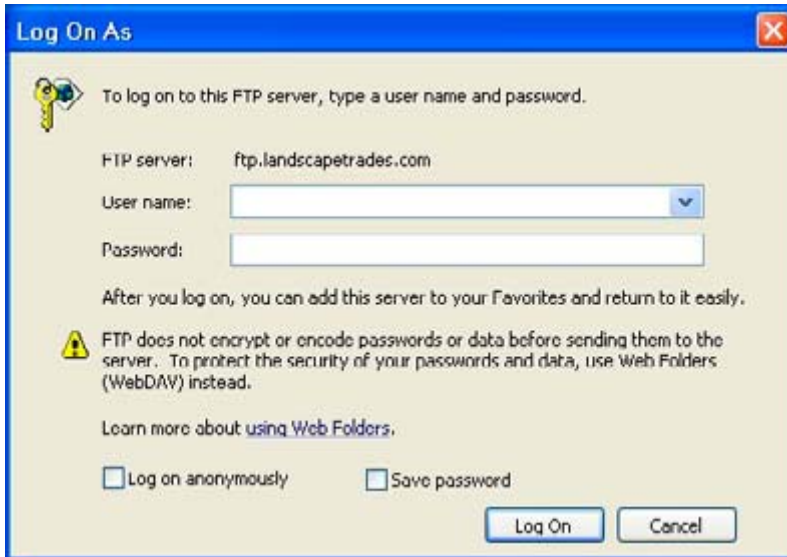 Log On As
To log on to this FTP server, type a user name and password.
FTP server: ftp.landscapetrades.com
User name:
Password:
After you log on, you can add this server to your Favorites and return to it easily.
FTP does not encrypt or encode passwords or data before sending them to the
server. To protect the security of your passwords and data, use Web Folders
(WebDAV) instead.
Learn more about using Web Folders.
Log on anonymously Save password
Log On Cancel